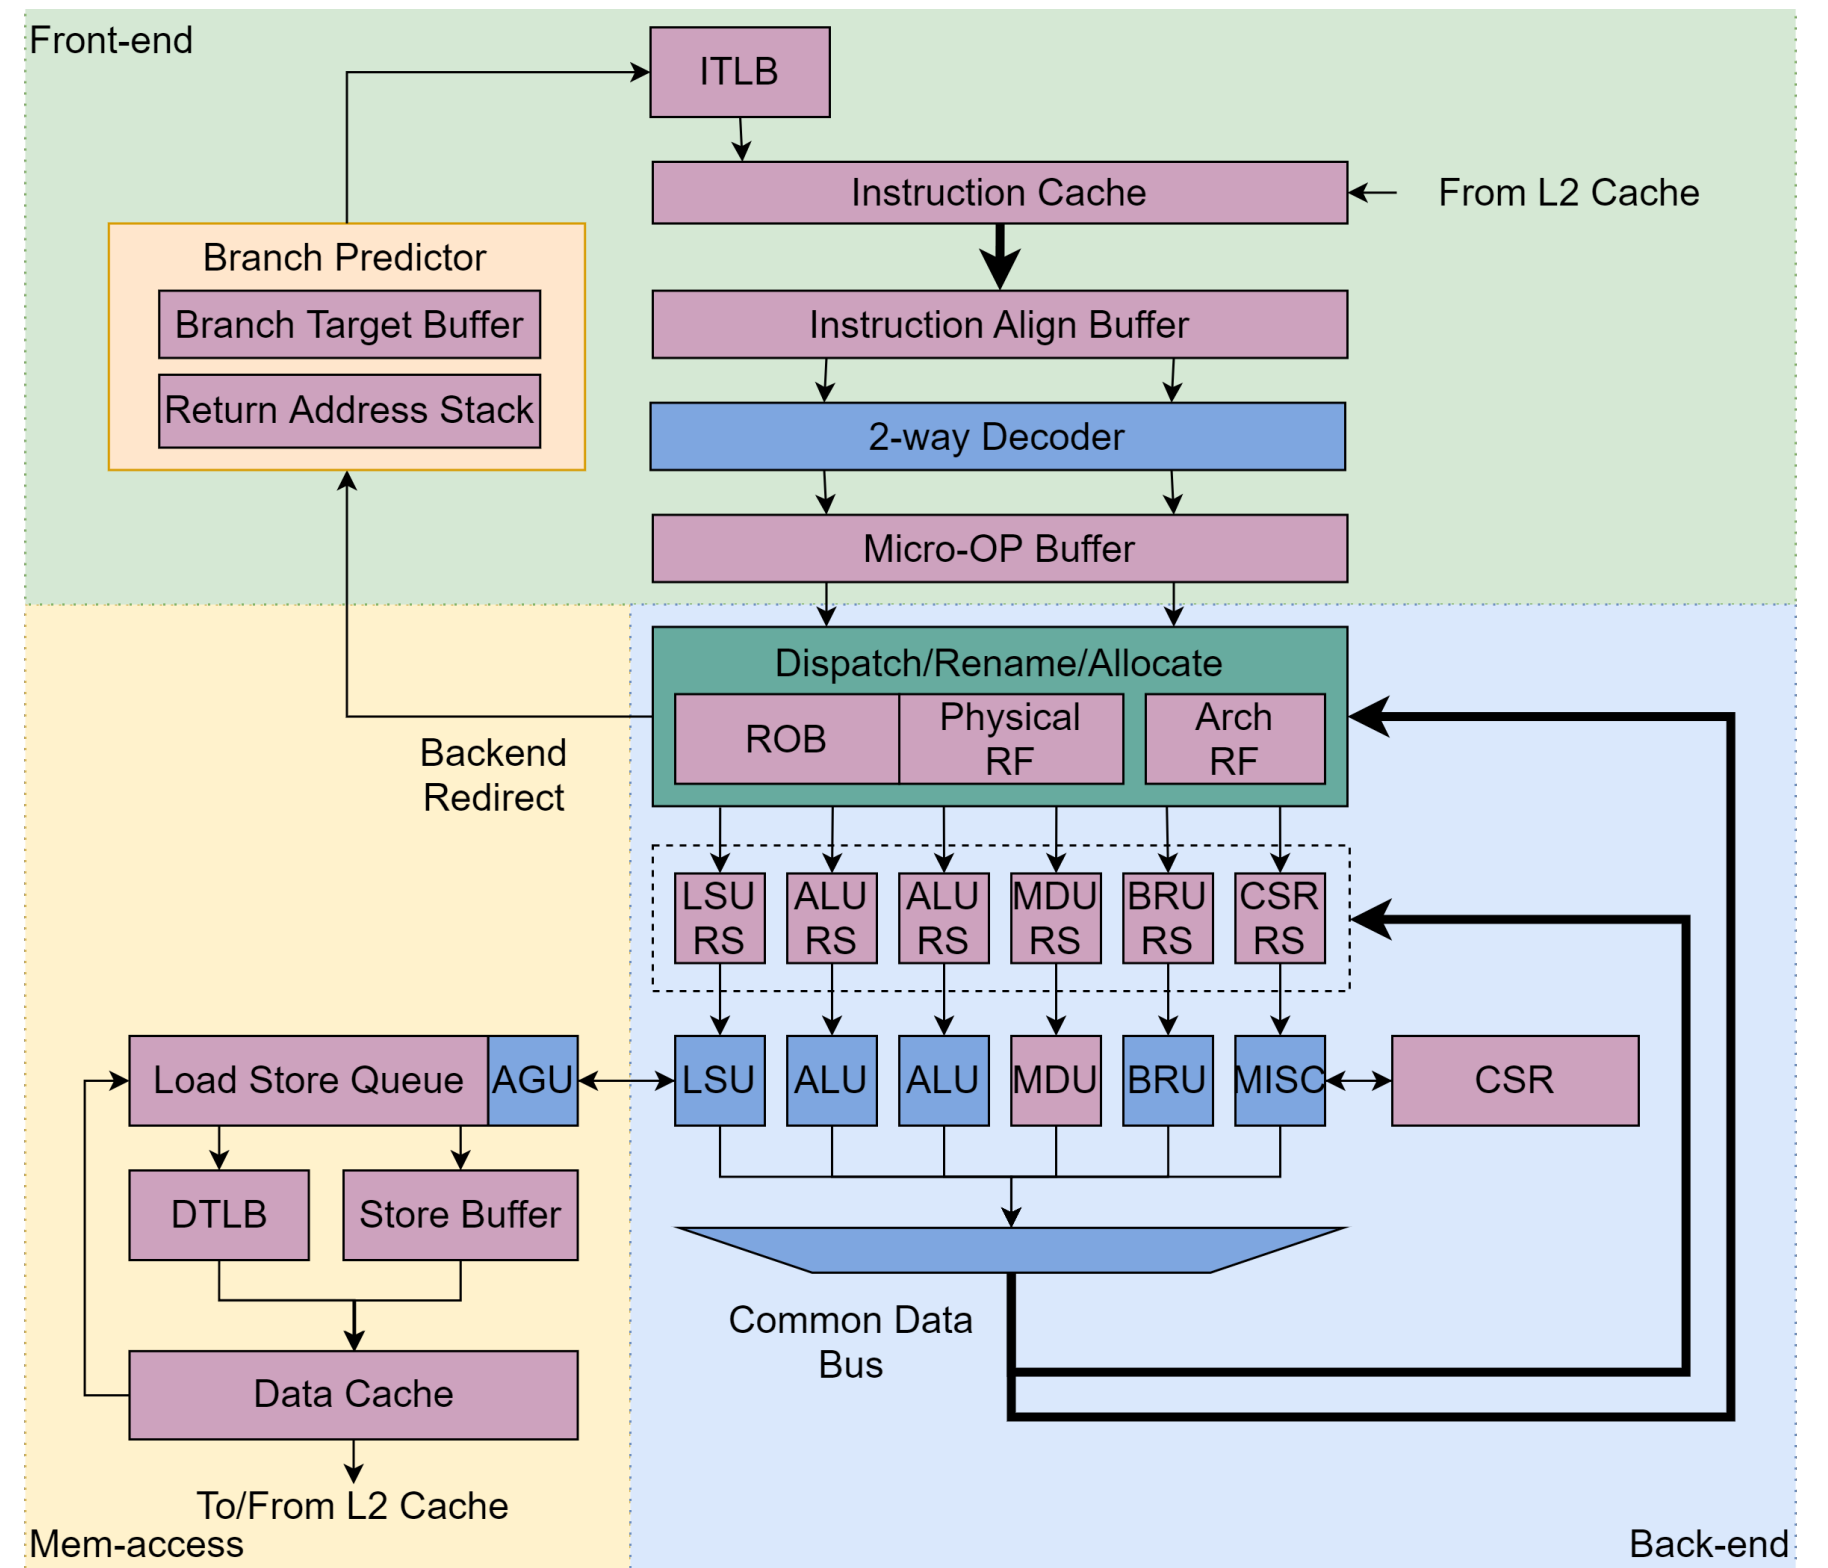 Front-end
ITLB
Instruction Cache
From L2 Cache
Branch Predictor
Branch Target Buffer
Return Address Stack
Instruction Align Buffer
2-way Decoder
Micro-OP Buffer
Dispatch/Rename/Allocate
ROB
Physical
RF
Arch
RF
Backend
Redirect
LSU
RS
ALU
RS
ALU
RS
MDU
RS
BRU
RS
CSR
RS
Load Store Queue
AGU
LSU
ALU
ALU
MDU
BRU
MISC
CSR
DTLB
Store Buffer
Common Data
Bus
Data Cache
To/From L2 Cache
Mem-access
Back-end